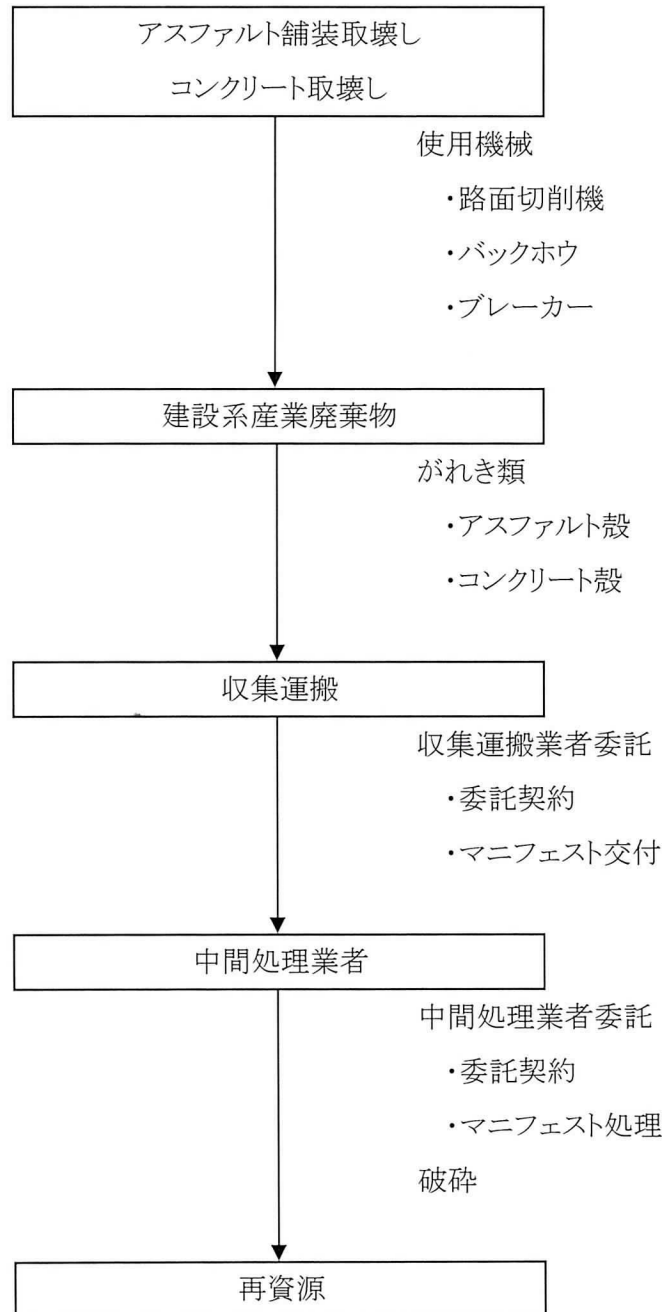 アスファルト舗装取壊し
コンクリート取壊し
使用機械
・路面切削機
・バックホウ
・ブレーカー
建設系産業廃棄物
がれき類
・アスファルト殻
・コンクリート殻
収集運搬
収集運搬業者委託
・委託契約
・マニフェスト交付
中間処理業者
中間処理業者委託
・委託契約
・マニフェスト処理
破砕
再資源